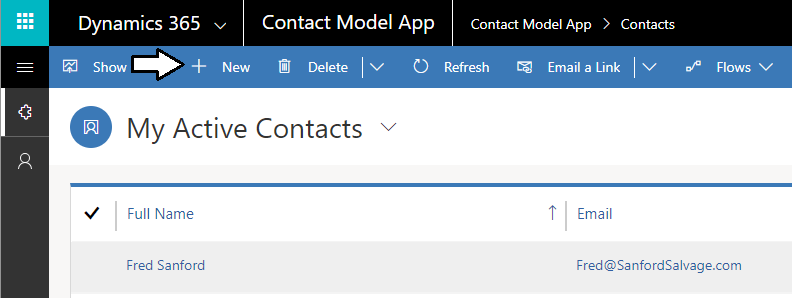 Dynamics 365 Contact Model App Contact Model App > Contacts
Show + New Delete Refresh Email a Link Flows
My Active Contacts
Full Name ↑ Email
Fred Sanford Fred@SanfordSalvage.com